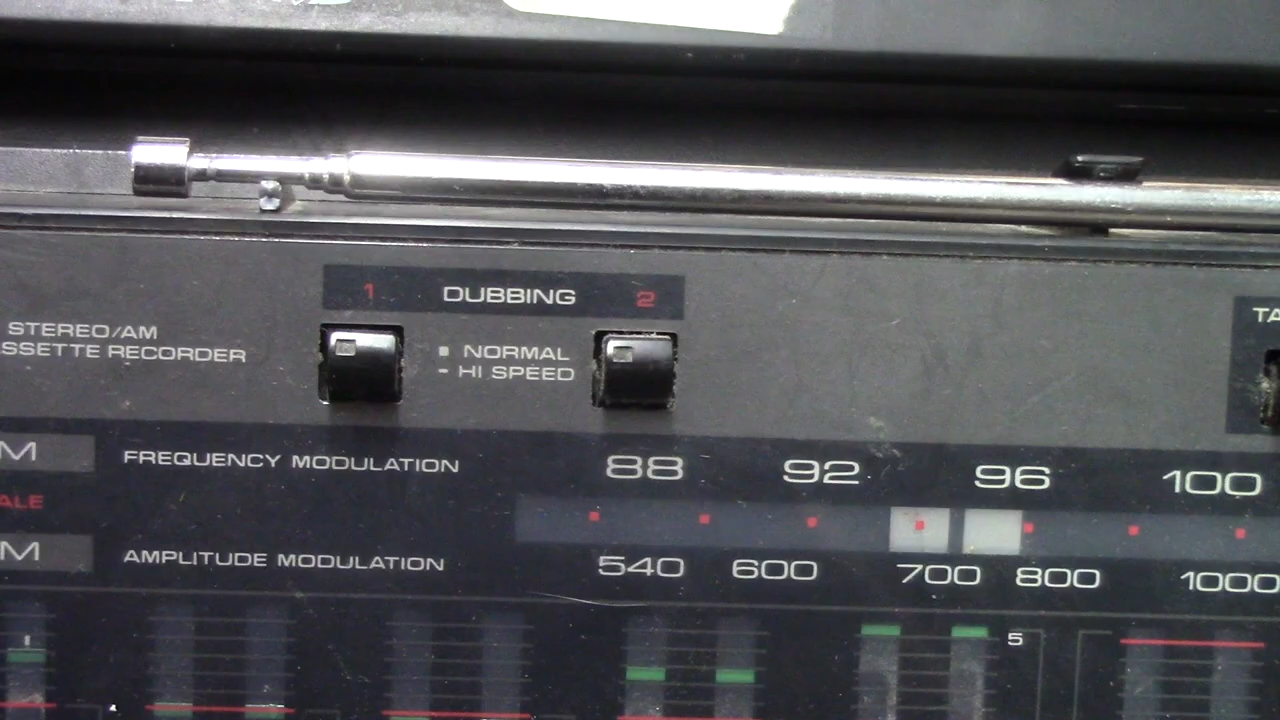 1 DUBBING 2
STEREO/AM
SSETTE RECORDER
NORMAL
HI SPEED
TA
M
FREQUENCY MODULATION
88 92 96 100
ALE
M
AMPLITUDE MODULATION
540 600 700 800 1000
5